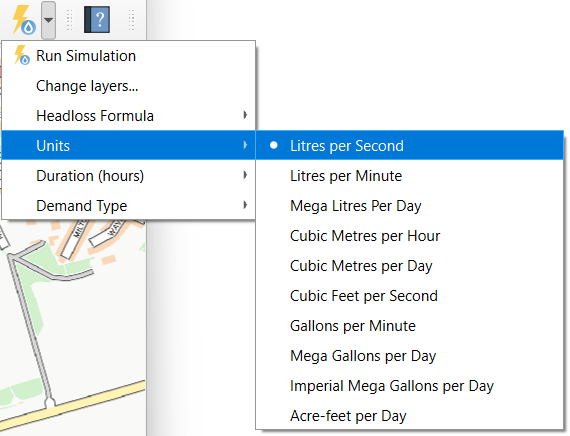 Run Simulation
Change layers...
Headloss Formula
Units
Duration (hours)
Demand Type
Litres per Second
Litres per Minute
Mega Litres Per Day
Cubic Metres per Hour
Cubic Metres per Day
Cubic Feet per Second
Gallons per Minute
Mega Gallons per Day
Imperial Mega Gallons per Day
Acre-feet per Day
?